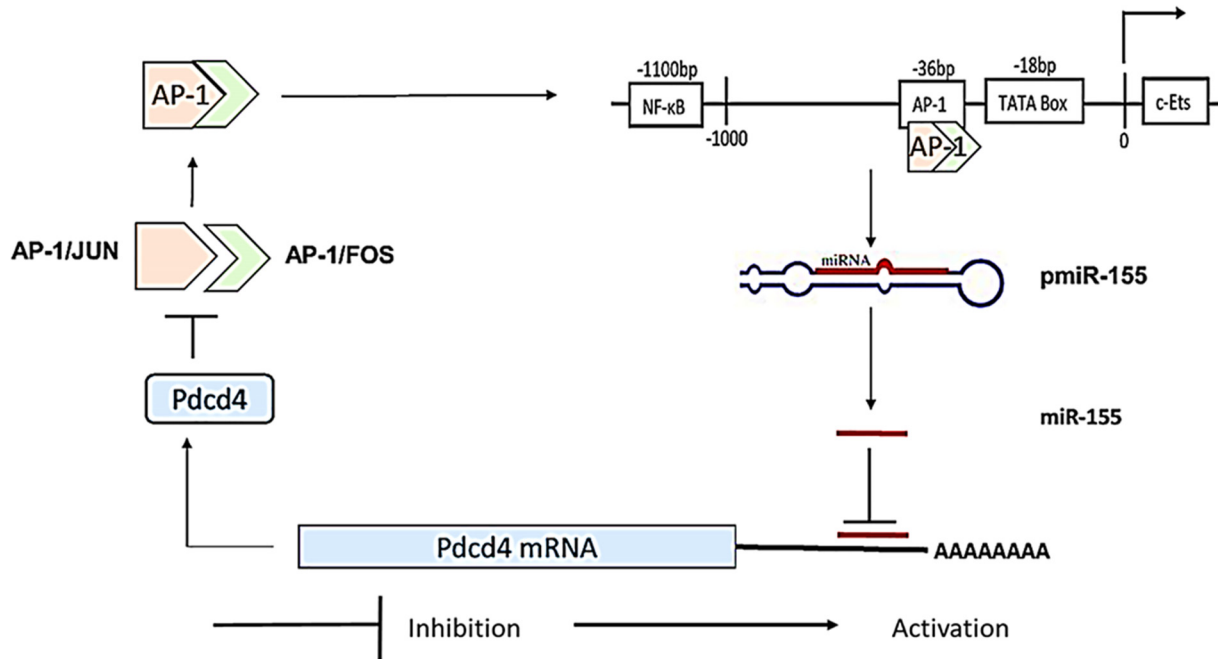 AP-1
-1100bp
NF-κB
-1000
-36bp
AP-1
AP-1
-18bp
TATA Box
0
c-Ets
AP-1/JUN
AP-1/FOS
miRNA
pmiR-155
Pdcd4
miR-155
Pdcd4 mRNA
AAAAAAAA
Inhibition
Activation